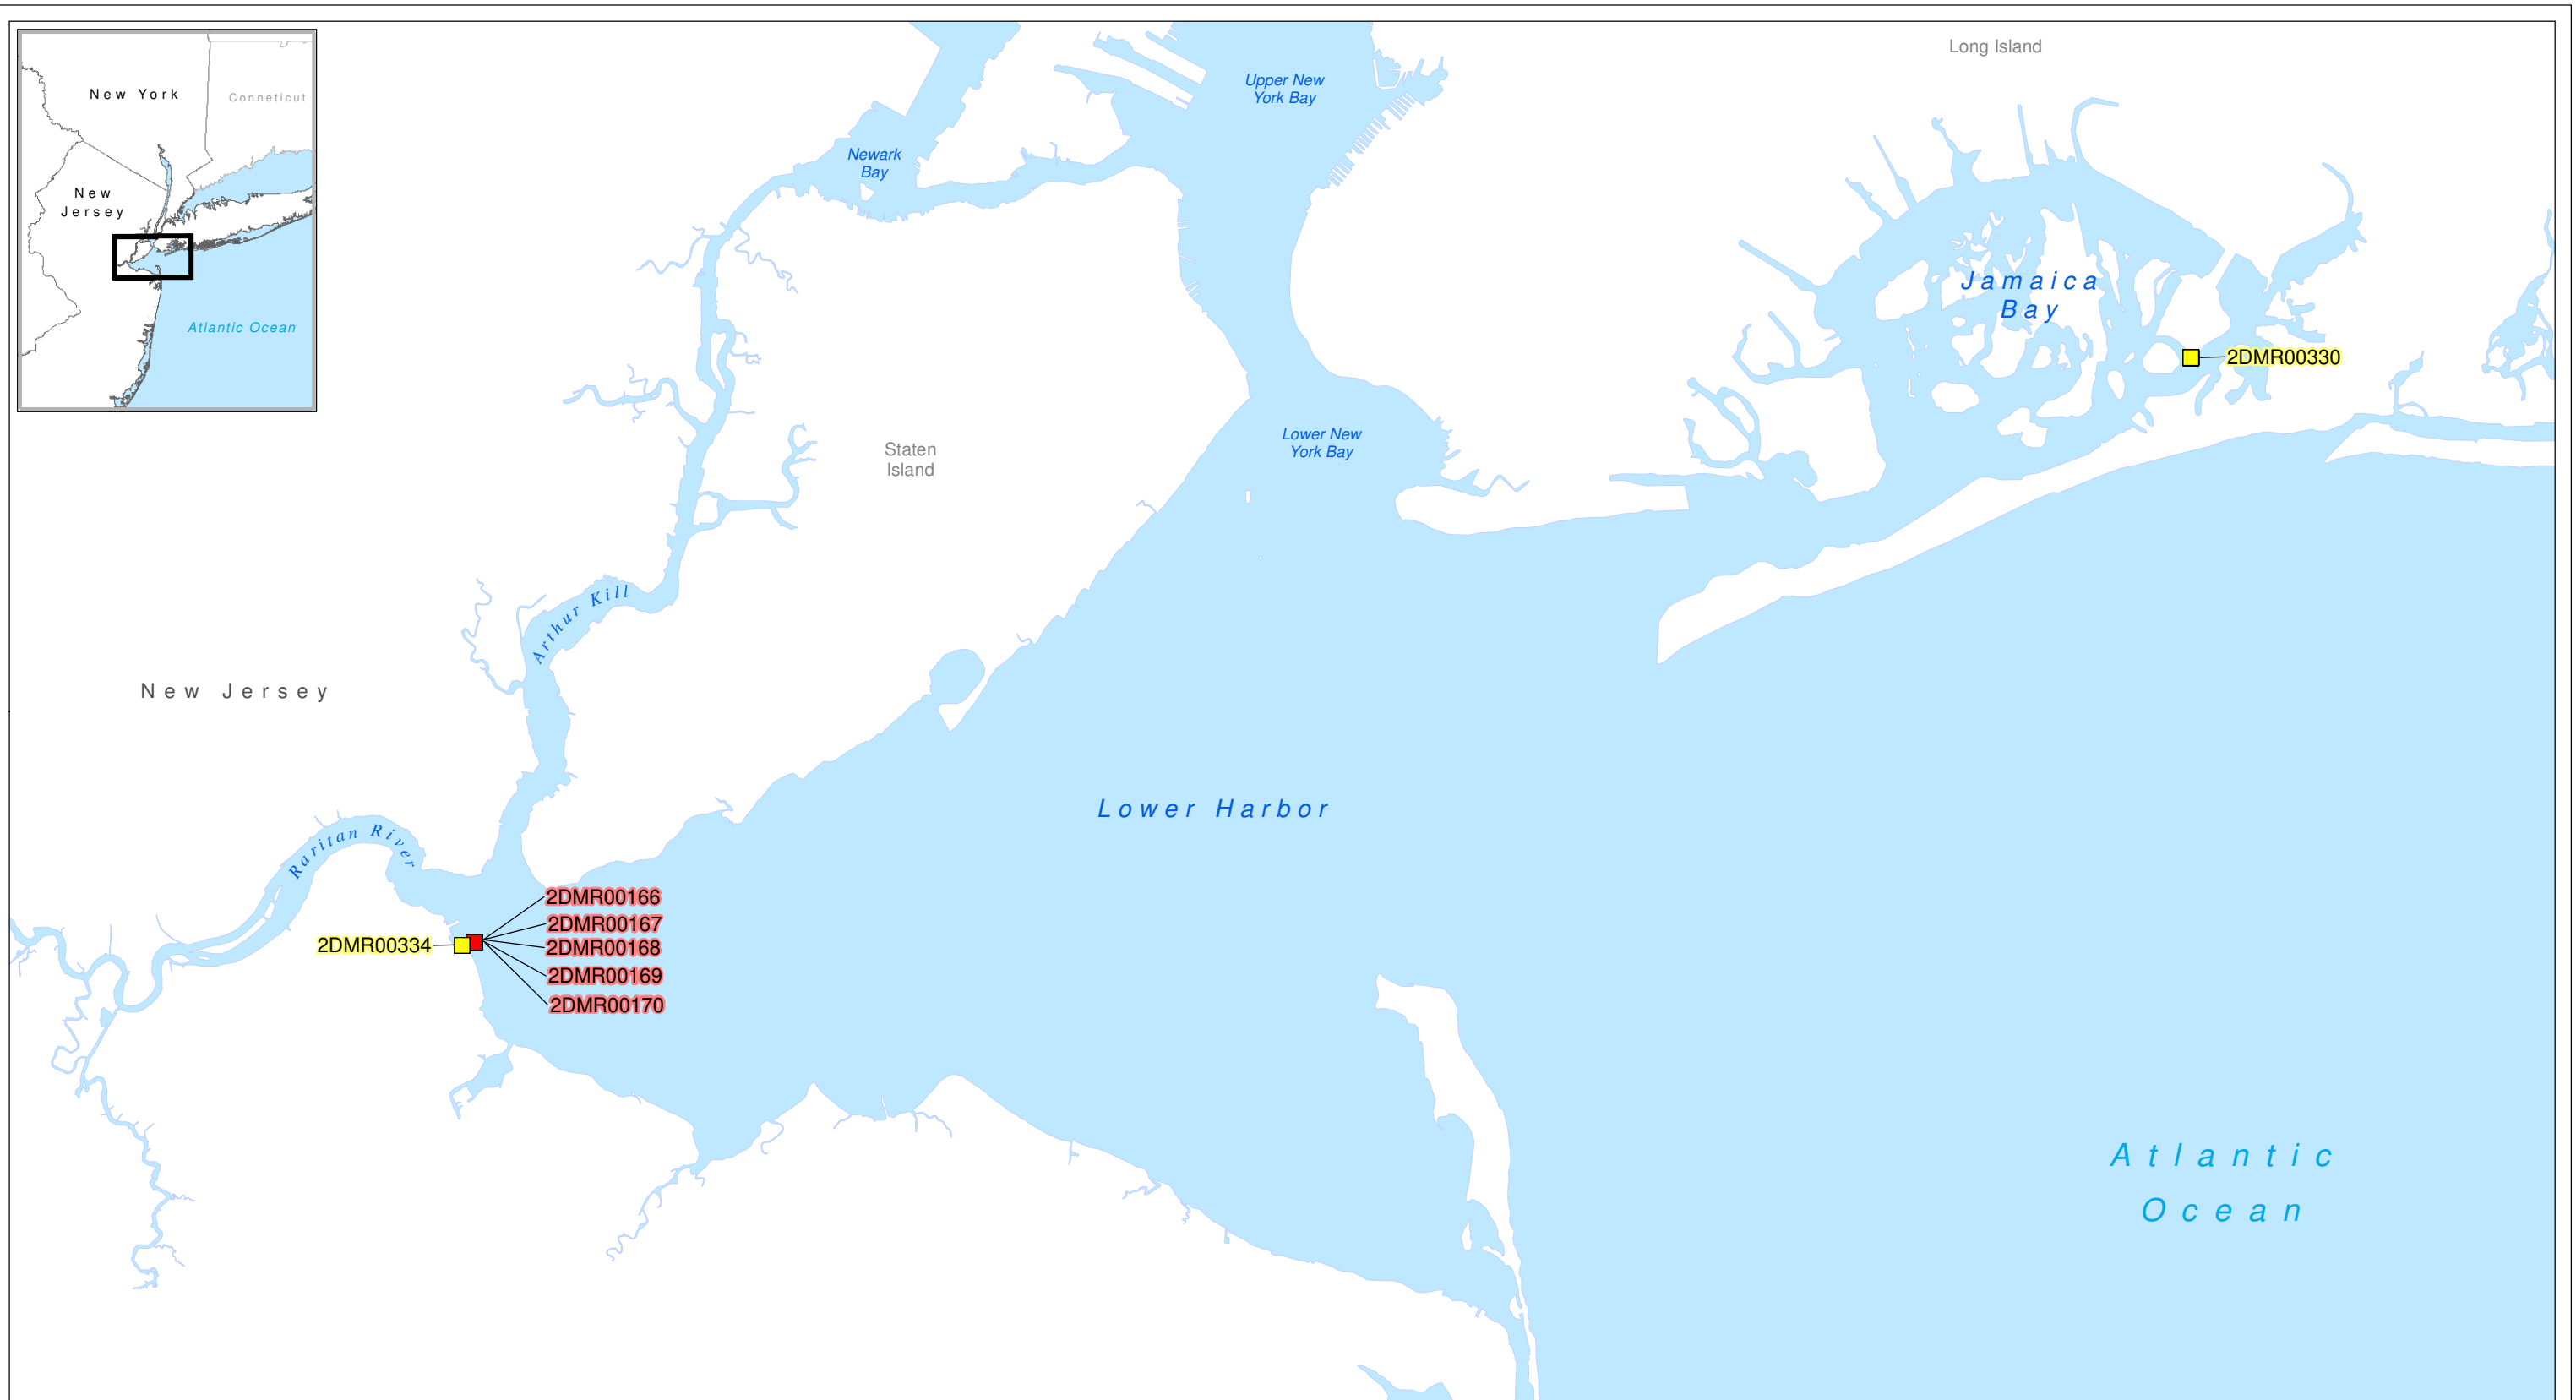 New York
Conneticut
New
Jersey
Atlantic Ocean
Long Island
Upper New
York Bay
Newark
Bay
Jamaica
Bay
2DMR00330
Lower New
York Bay
Staten
Island
Arthur Kill
New Jersey
Lower Harbor
Raritan River
2DMR00166
2DMR00167
2DMR00334
2DMR00168
2DMR00169
2DMR00170
Atlantic
Ocean